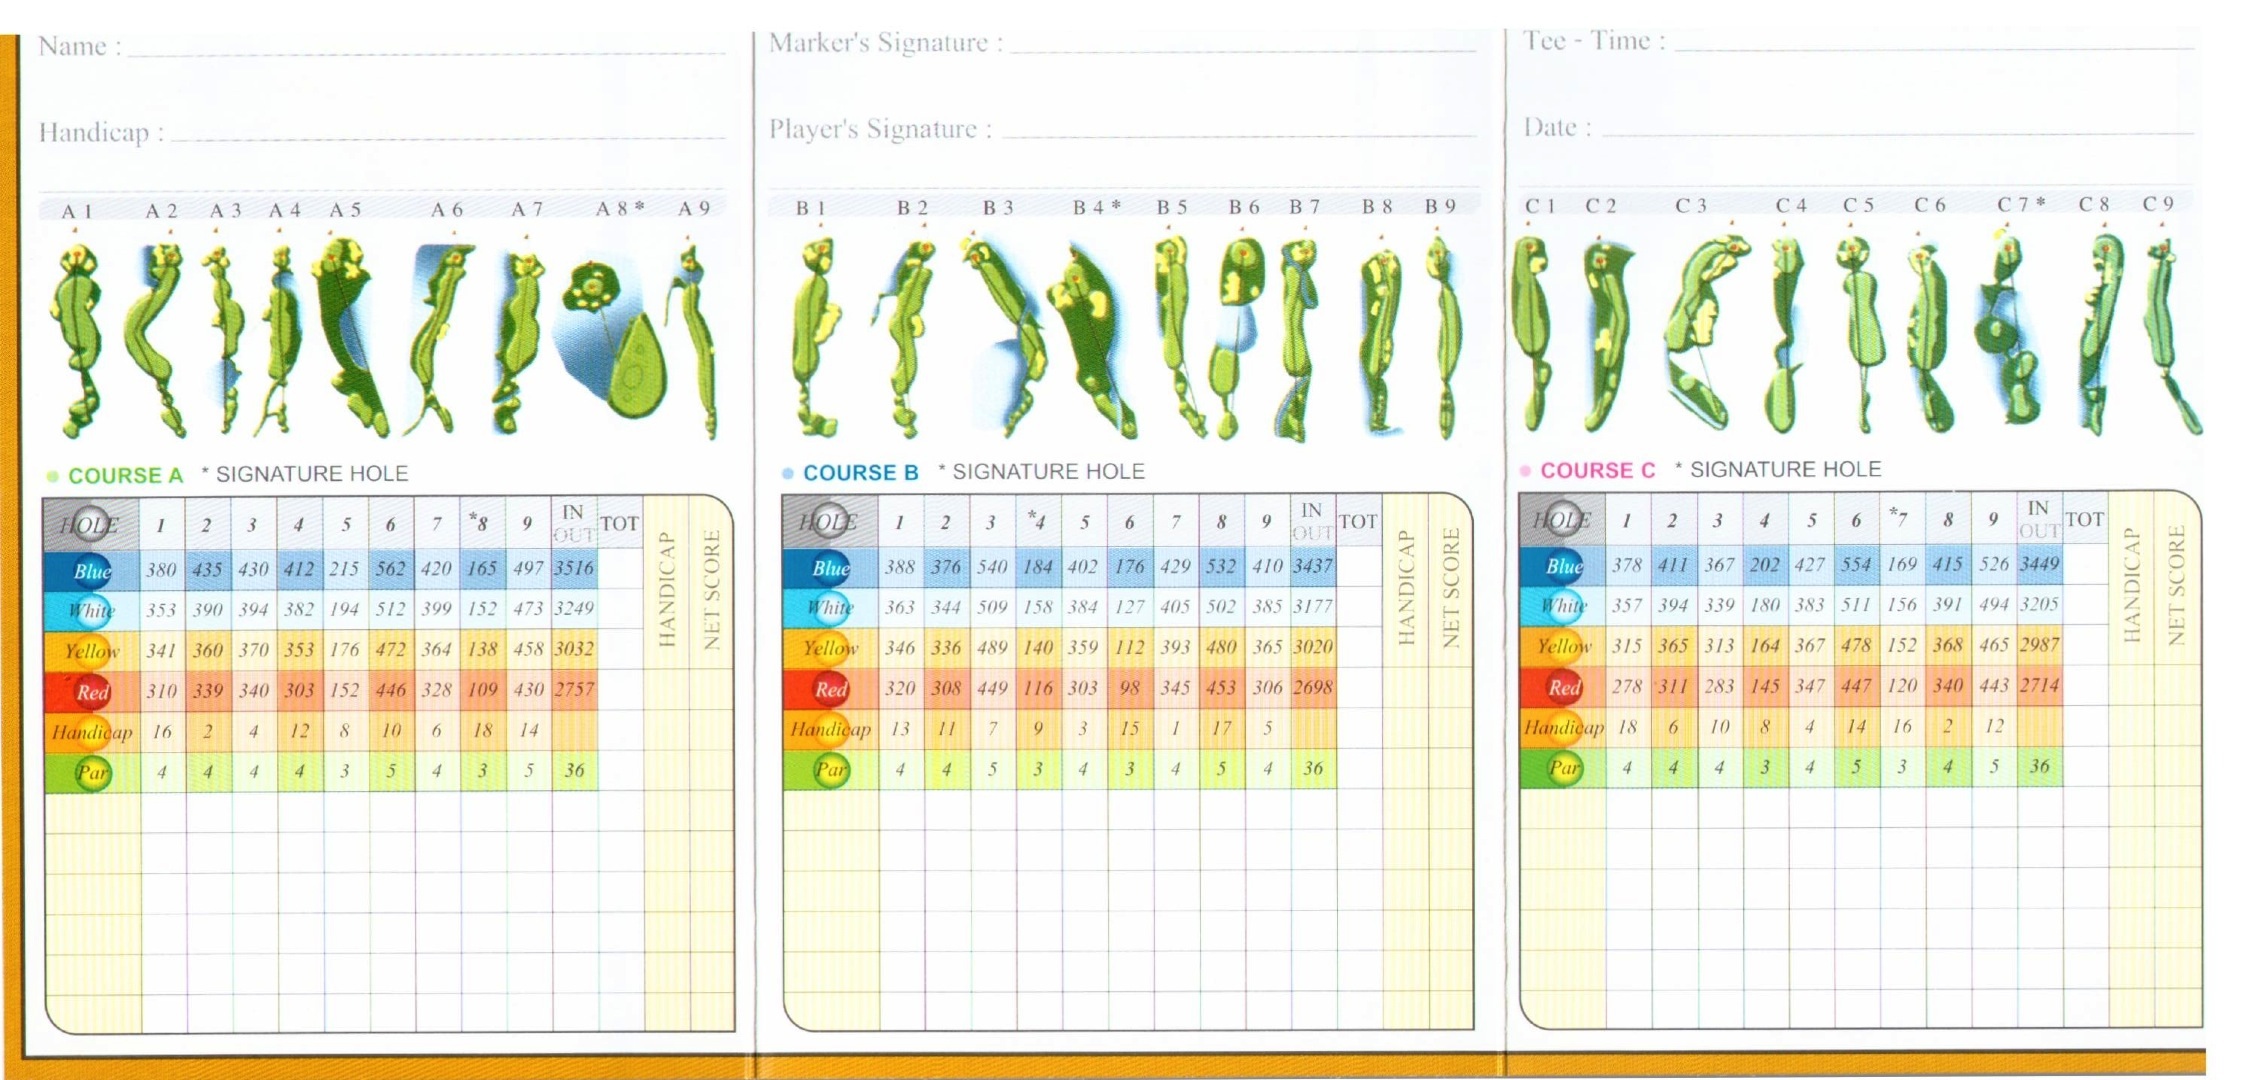 Name :
Handicap :
A 1 A 2 A 3 A 4 A 5 A 6 A 7 A 8 * A 9
COURSE A * SIGNATURE HOLE
HOLE 1 2 3 4 5 6 7 *8 9 IN OUT TOT HANDICAP NET SCORE
Blue 380 435 430 412 215 562 420 165 497 3516
White 353 390 394 382 194 512 399 152 473 3249
Yellow 341 360 370 353 176 472 364 138 458 3032
Red 310 339 340 303 152 446 328 109 430 2757
Handicap 16 2 4 12 8 10 6 18 14
Par 4 4 4 4 3 5 4 3 5 36
Marker's Signature :
Player's Signature :
B 1 B 2 B 3 B 4 * B 5 B 6 B 7 B 8 B 9
COURSE B * SIGNATURE HOLE
HOLE 1 2 3 *4 5 6 7 8 9 IN OUT TOT HANDICAP NET SCORE
Blue 388 376 540 184 402 176 429 532 410 3437
White 363 344 509 158 384 127 405 502 385 3177
Yellow 346 336 489 140 359 112 393 480 365 3020
Red 320 308 449 116 303 98 345 453 306 2698
Handicap 13 11 7 9 3 15 1 17 5
Par 4 4 5 3 4 3 4 5 4 36
Tee - Time :
Date :
C 1 C 2 C 3 C 4 C 5 C 6 C 7 * C 8 C 9
COURSE C * SIGNATURE HOLE
HOLE 1 2 3 4 5 6 *7 8 9 IN OUT TOT HANDICAP NET SCORE
Blue 378 411 367 202 427 554 169 415 526 3449
White 357 394 339 180 383 511 156 391 494 3205
Yellow 315 365 313 164 367 478 152 368 465 2987
Red 278 311 283 145 347 447 120 340 443 2714
Handicap 18 6 10 8 4 14 16 2 12
Par 4 4 4 3 4 5 3 4 5 36